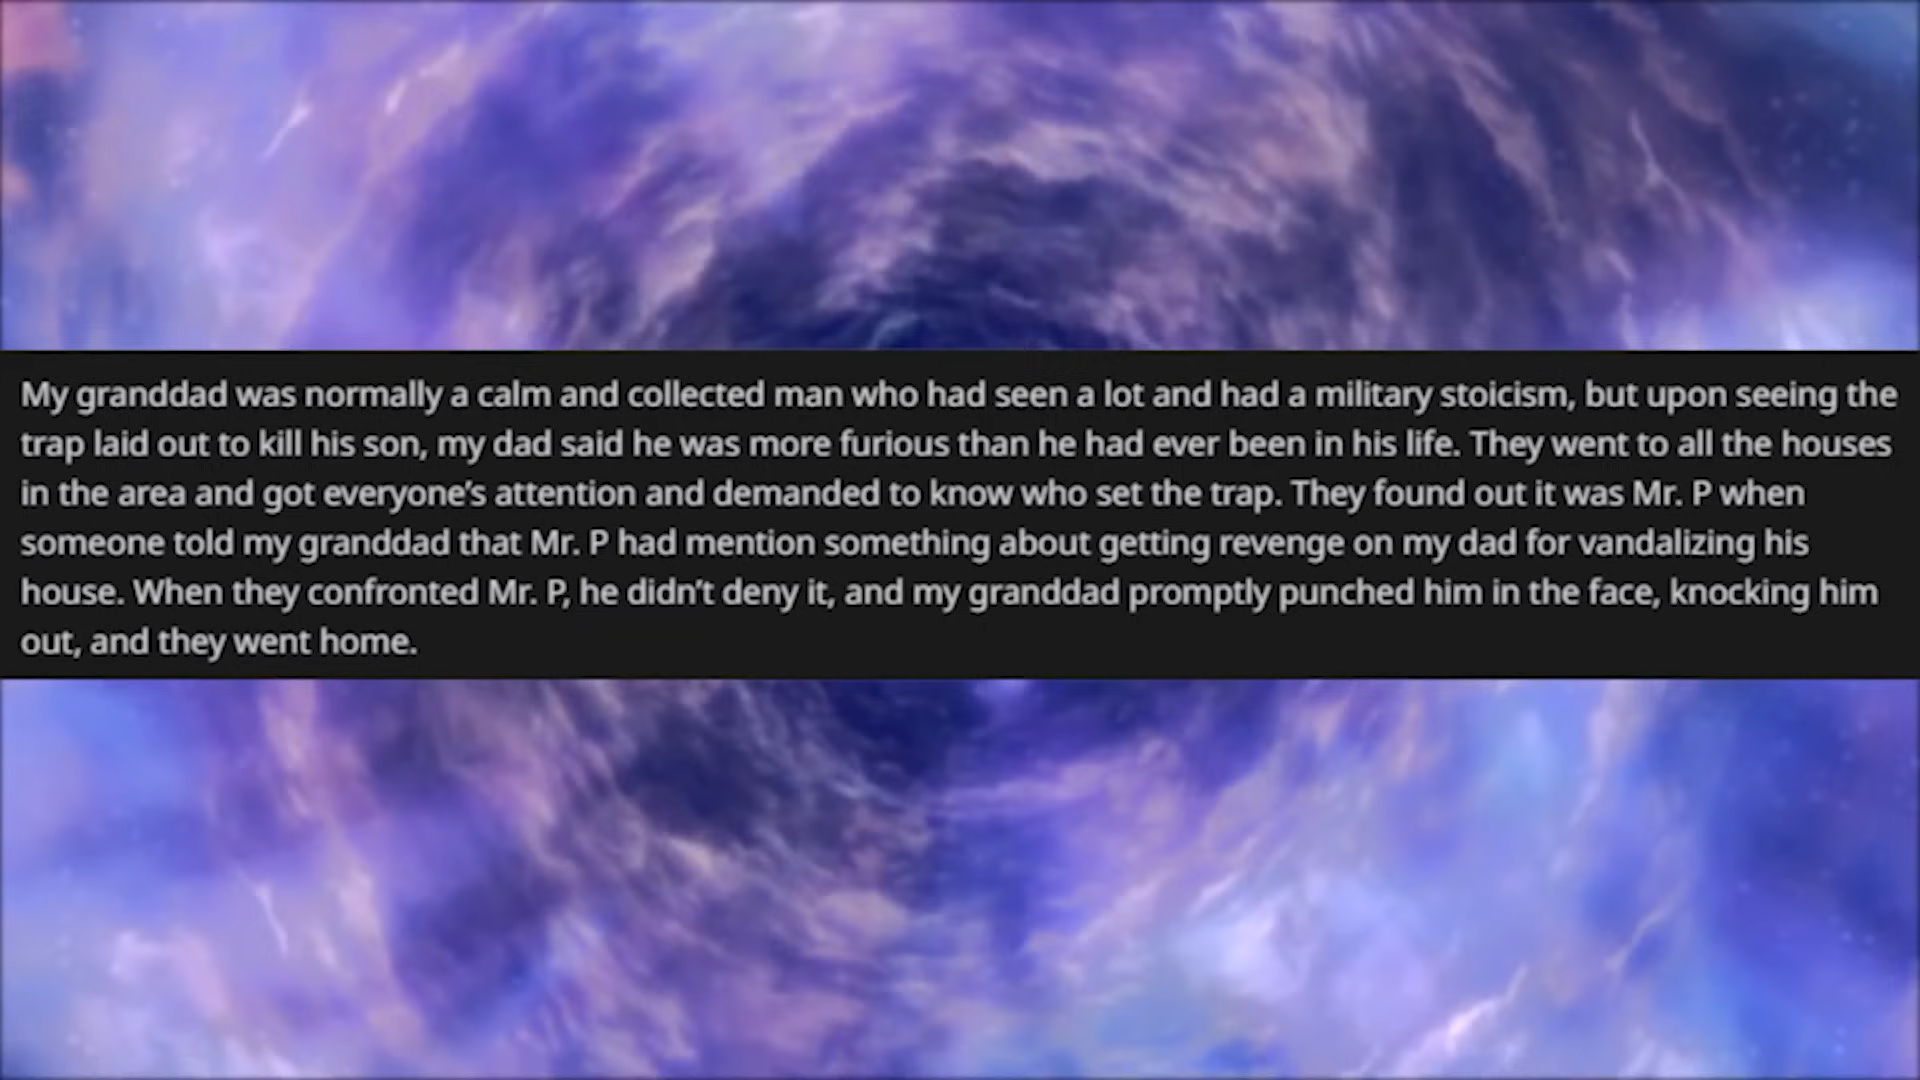 My granddad was normally a calm and collected man who had seen a lot and had a military stoicism, but upon seeing the
trap laid out to kill his son, my dad said he was more furious than he had ever been in his life. They went to all the houses
in the area and got everyone’s attention and demanded to know who set the trap. They found out it was Mr. P when
someone told my granddad that Mr. P had mention something about getting revenge on my dad for vandalizing his
house. When they confronted Mr. P, he didn’t deny it, and my granddad promptly punched him in the face, knocking him
out, and they went home.